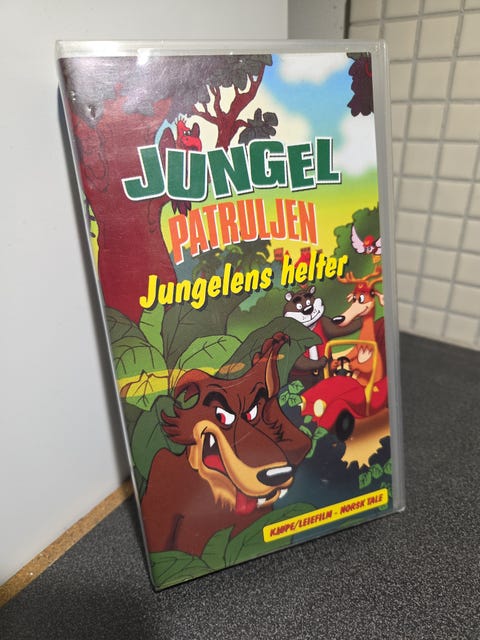 JUNGEL
PATRULJEN
Jungelens helter
KJØPE/LEIEFILM - NORSK TALE